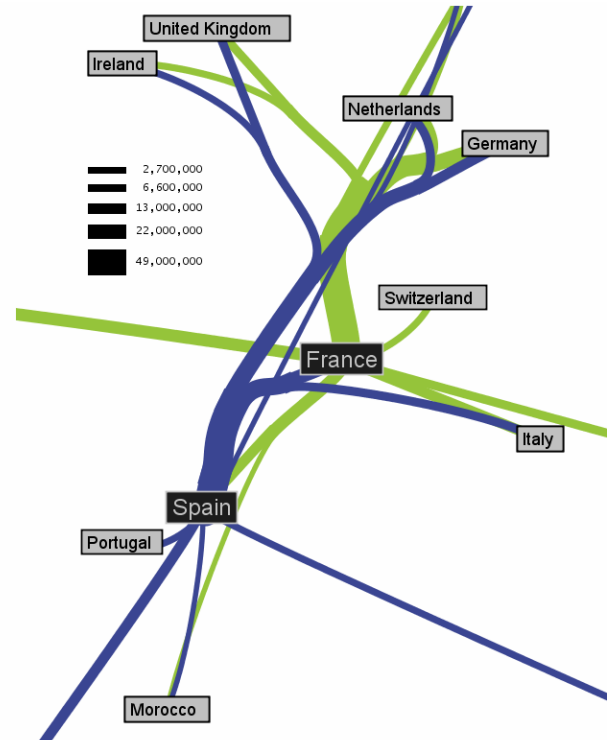 United Kingdom
Ireland
Netherlands
Germany
2,700,000
6,600,000
13,000,000
22,000,000
49,000,000
Switzerland
France
Italy
Spain
Portugal
Morocco